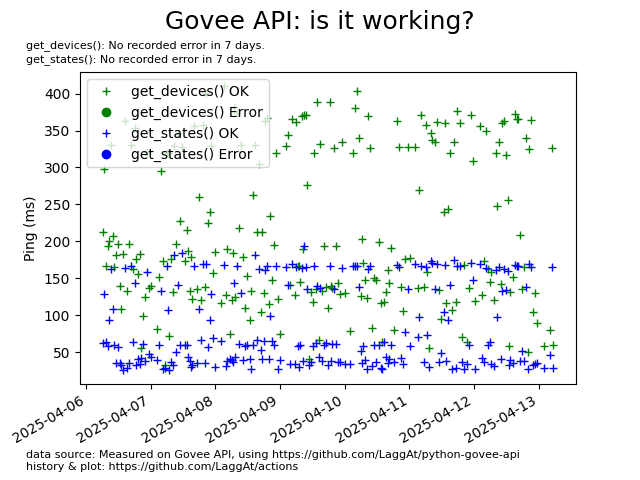 Govee API: is it working?
get_devices(): No recorded error in 7 days.
get_states(): No recorded error in 7 days.
get_devices() OK
get_devices() Error
get_states() OK
get_states() Error
Ping (ms)
400
350
300
250
200
150
100
50
2025-04-06
2025-04-07
2025-04-08
2025-04-09
2025-04-10
2025-04-11
2025-04-12
2025-04-13
data source: Measured on Govee API, using https://github.com/LaggAt/python-govee-api
history & plot: https://github.com/LaggAt/actions